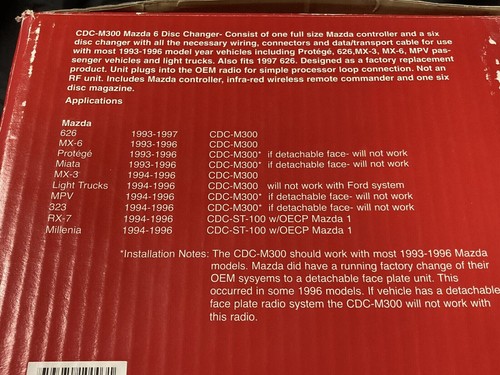 CDC-M300 Mazda 6 Disc Changer- Consist of one full size Mazda controller and a six
disc changer with all the necessary wiring, connectors and data/transport cable for use
with most 1993-1996 model year vehicles including Protégé, 626,MX-3, MX-6, MPV pas-
senger vehicles and light trucks. Also fits 1997 626. Designed as a factory replacement
product. Unit plugs into the OEM radio for simple processor loop connection. Not an
RF unit. Includes Mazda controller, infra-red wireless remote commander and one six
disc magazine.
Applications
Mazda
626 1993-1997 CDC-M300
MX-6 1993-1996 CDC-M300
Protégé 1993-1996 CDC-M300* if detachable face- will not work
Miata 1993-1996 CDC-M300* if detachable face- will not work
MX-3 1994-1996 CDC-M300
Light Trucks 1994-1996 CDC-M300 will not work with Ford system
MPV 1994-1996 CDC-M300* if detachable face- will not work
323 1994-1996 CDC-M300* if detachable face- will not work
RX-7 1994-1996 CDC-ST-100 w/OECP Mazda 1
Millenia 1994-1996 CDC-ST-100 w/OECP Mazda 1
*Installation Notes: The CDC-M300 should work with most 1993-1996 Mazda
models. Mazda did have a running factory change of their
OEM sysyems to a detachable face plate unit. This
occurred in some 1996 models. If vehicle has a detachable
face plate radio system the CDC-M300 will not work with
this radio.